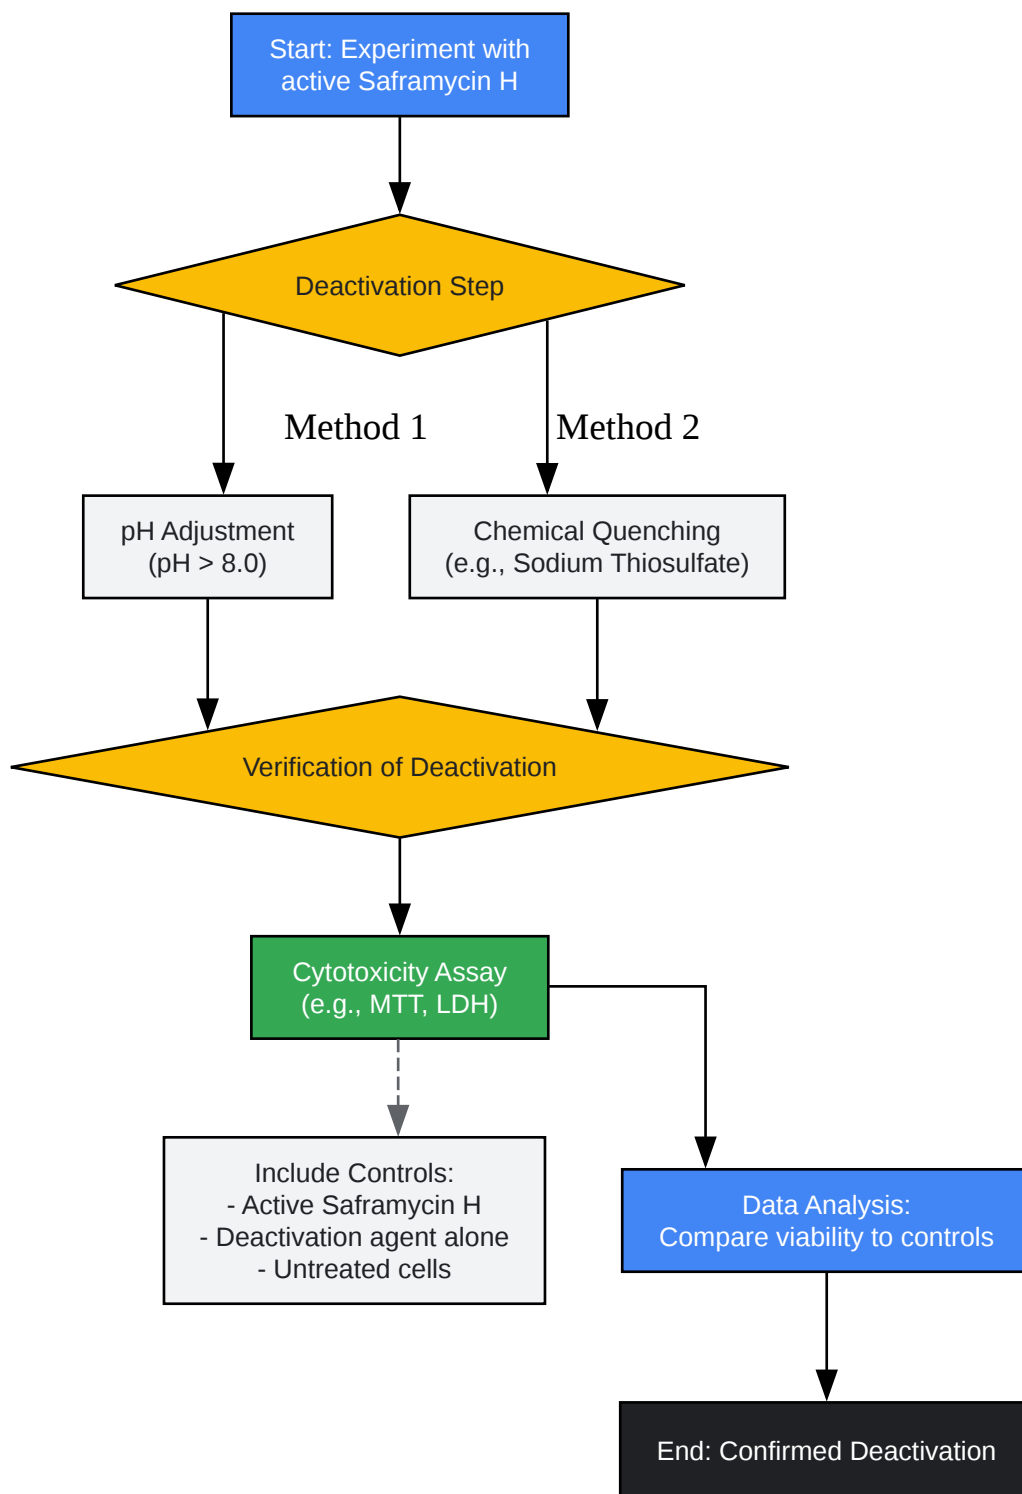 Start: Experiment with
active Saframycin H
Deactivation Step
Method 1
Method 2
pH Adjustment
(pH > 8.0)
Chemical Quenching
(e.g., Sodium Thiosulfate)
Verification of Deactivation
Cytotoxicity Assay
(e.g., MTT, LDH)
Include Controls:
- Active Saframycin H
- Deactivation agent alone
- Untreated cells
Data Analysis:
Compare viability to controls
End: Confirmed Deactivation